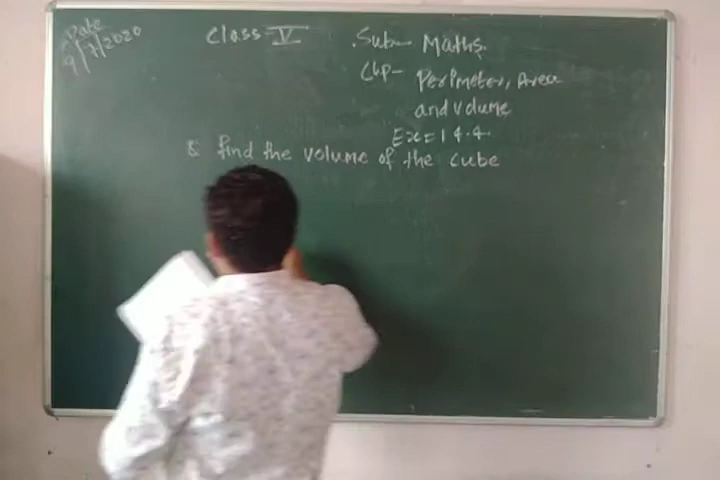 Date
9/7/2020
Class-V
Sub- Maths.
Chp- Perimeter, Area
and volume
Ex = 14.4.
find the volume of the cube